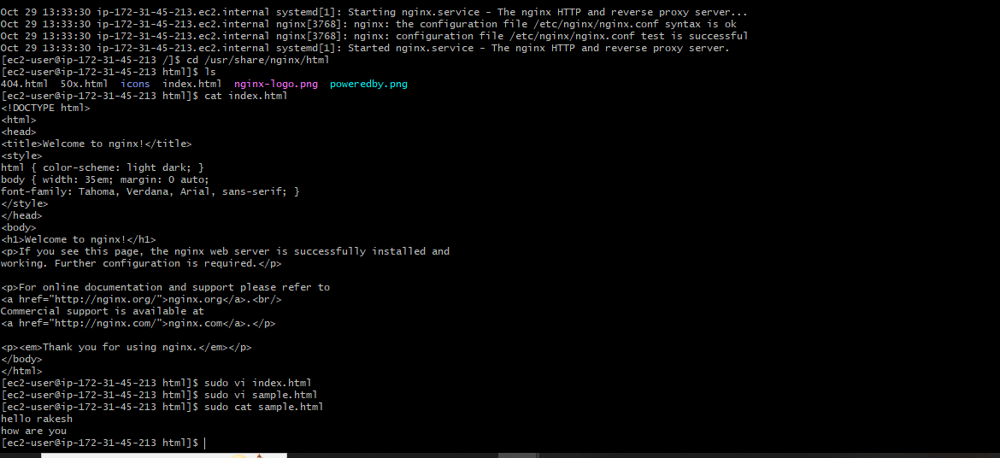 Oct 29 13:33:30 ip-172-31-45-213.ec2.internal systemd[1]: Starting nginx.service - The nginx HTTP and reverse proxy server...
Oct 29 13:33:30 ip-172-31-45-213.ec2.internal nginx[3768]: nginx: the configuration file /etc/nginx/nginx.conf syntax is ok
Oct 29 13:33:30 ip-172-31-45-213.ec2.internal nginx[3768]: nginx: configuration file /etc/nginx/nginx.conf test is successful
Oct 29 13:33:30 ip-172-31-45-213.ec2.internal systemd[1]: Started nginx.service - The nginx HTTP and reverse proxy server.
[ec2-user@ip-172-31-45-213 /]$ cd /usr/share/nginx/html
[ec2-user@ip-172-31-45-213 html]$ ls
404.html  50x.html  icons  index.html  nginx-logo.png  poweredby.png
[ec2-user@ip-172-31-45-213 html]$ cat index.html
<!DOCTYPE html>
<html>
<head>
<title>Welcome to nginx!</title>
<style>
html { color-scheme: light dark; }
body { width: 35em; margin: 0 auto;
font-family: Tahoma, Verdana, Arial, sans-serif; }
</style>
</head>
<body>
<h1>Welcome to nginx!</h1>
<p>If you see this page, the nginx web server is successfully installed and
working. Further configuration is required.</p>
<p>For online documentation and support please refer to
<a href="http://nginx.org/">nginx.org</a>.<br/>
Commercial support is available at
<a href="http://nginx.com/">nginx.com</a>.</p>
<p><em>Thank you for using nginx.</em></p>
</body>
</html>
[ec2-user@ip-172-31-45-213 html]$ sudo vi index.html
[ec2-user@ip-172-31-45-213 html]$ sudo vi sample.html
[ec2-user@ip-172-31-45-213 html]$ sudo cat sample.html
hello rakesh
how are you
[ec2-user@ip-172-31-45-213 html]$